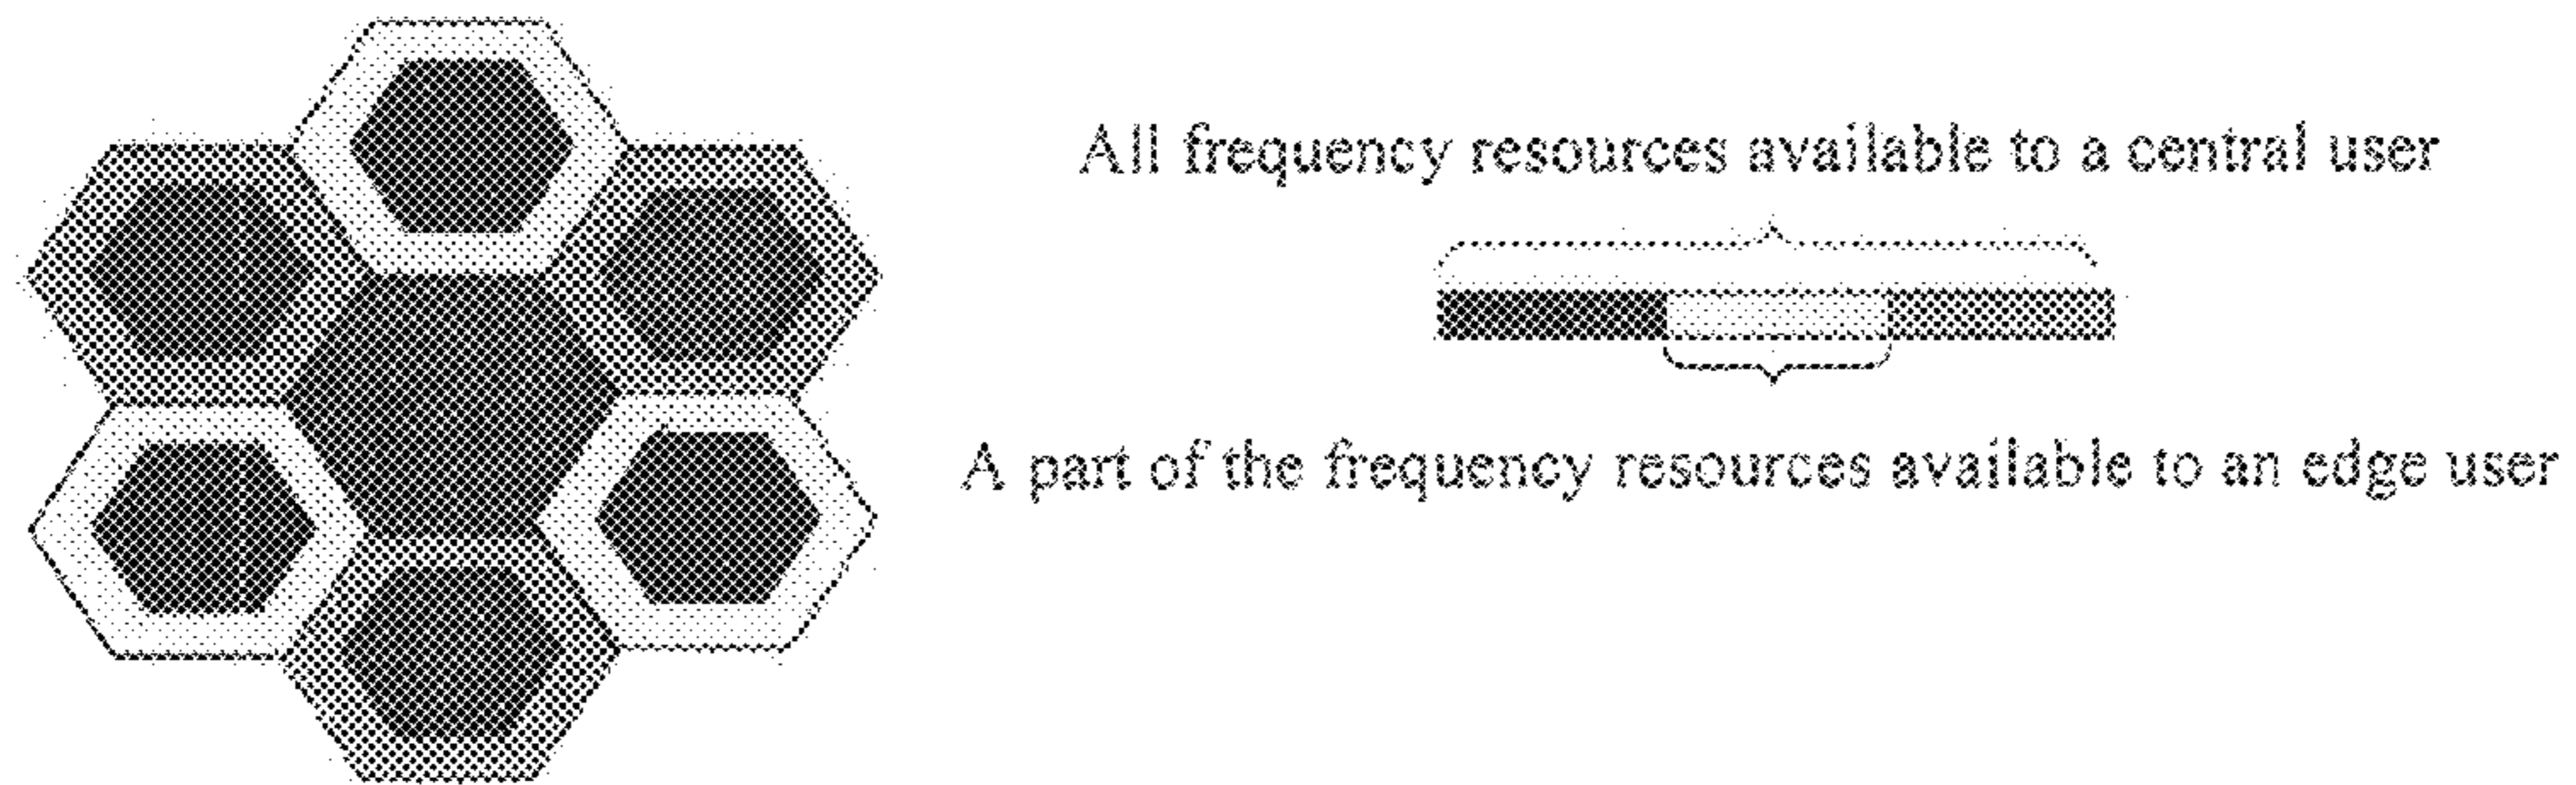 All frequency resources available to a central user
A part of the frequency resources available to an edge user